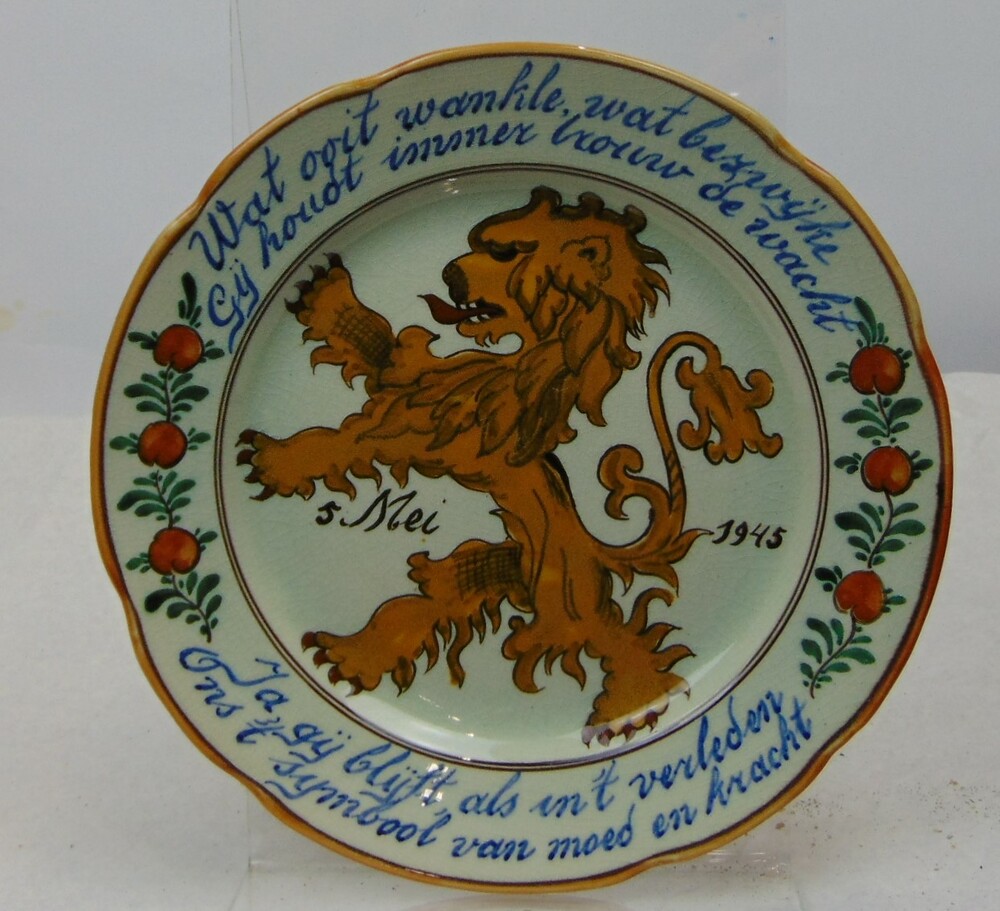 Wat ooit wankle, wat bezwijke
Gij houdt immer trouw de wacht
5. Mei 1945
Ja gij blijft, als in 't verleden
Ons 't symbool van moed en kracht